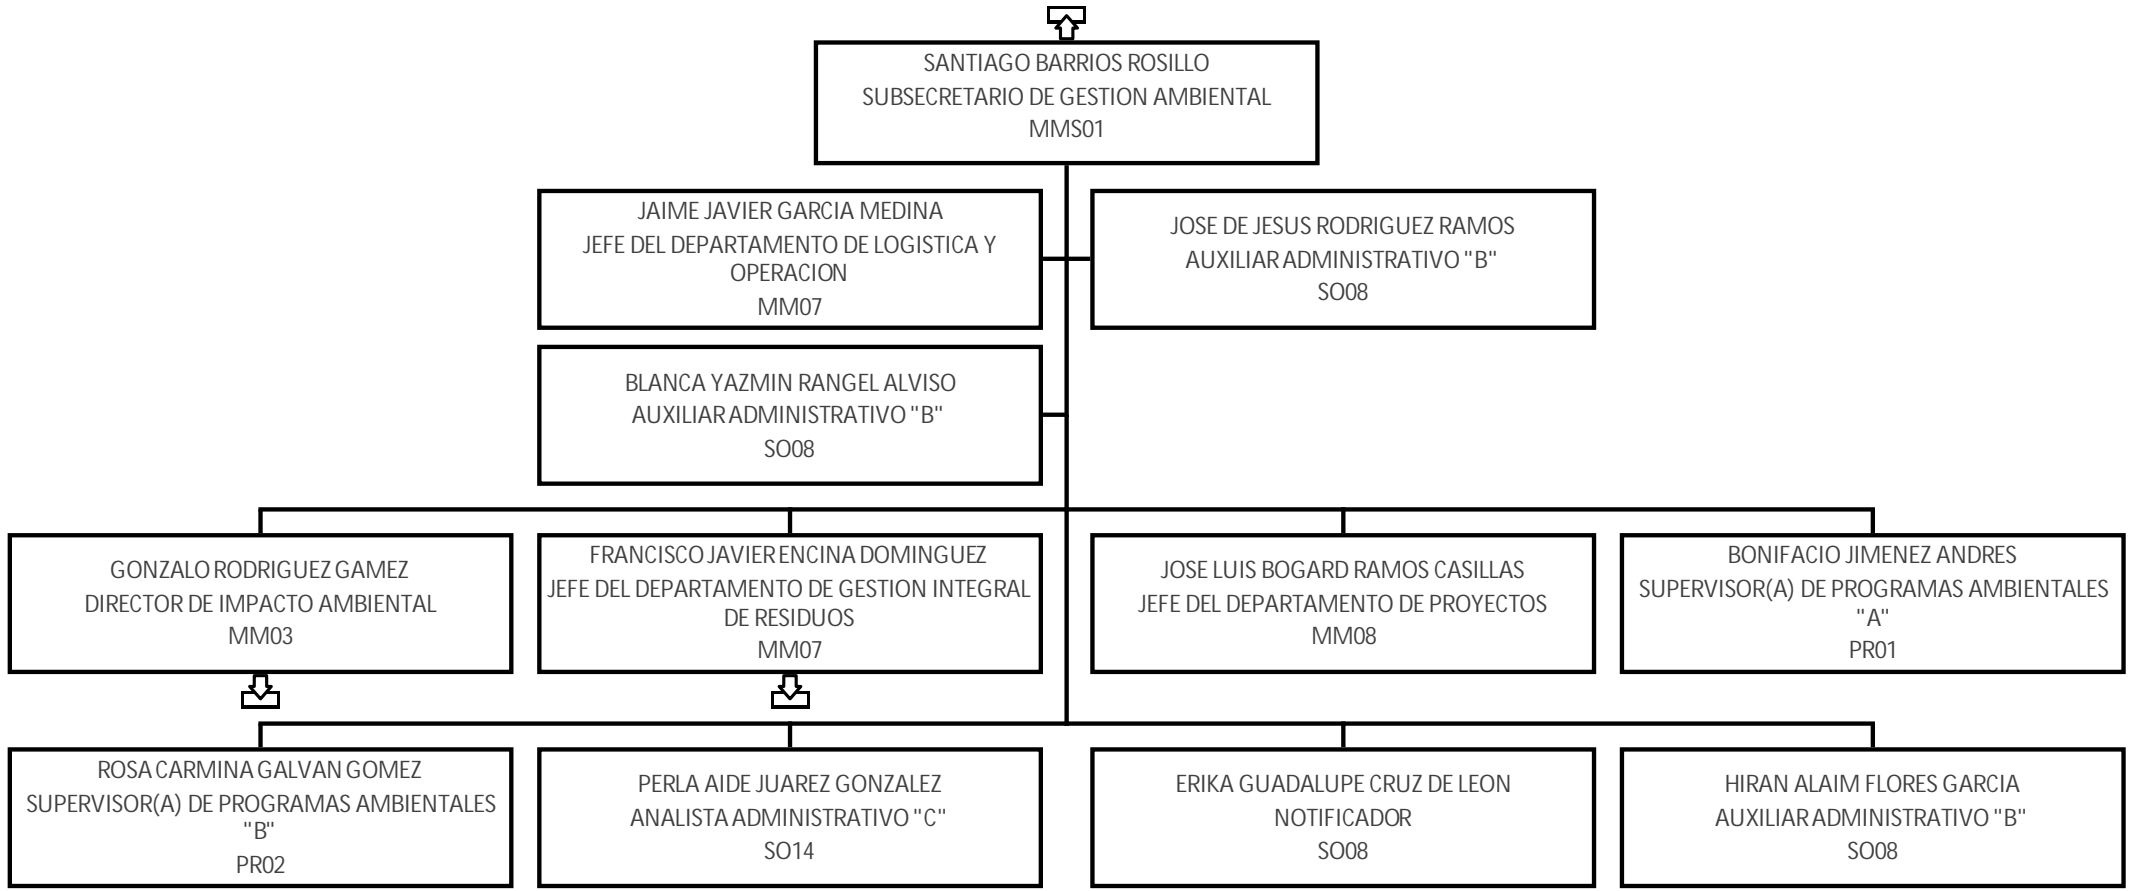 SANTIAGO BARRIOS ROSILLO
SUBSECRETARIO DE GESTION AMBIENTAL
MMS01
JAIME JAVIER GARCIA MEDINA
JEFE DEL DEPARTAMENTO DE LOGISTICA Y
OPERACION
MM07
JOSE DE JESUS RODRIGUEZ RAMOS
AUXILIAR ADMINISTRATIVO "B"
SO08
BLANCA YAZMIN RANGEL ALVISO
AUXILIAR ADMINISTRATIVO "B"
SO08
GONZALO RODRIGUEZ GAMEZ
DIRECTOR DE IMPACTO AMBIENTAL
MM03
FRANCISCO JAVIER ENCINA DOMINGUEZ
JEFE DEL DEPARTAMENTO DE GESTION INTEGRAL
DE RESIDUOS
MM07
JOSE LUIS BOGARD RAMOS CASILLAS
JEFE DEL DEPARTAMENTO DE PROYECTOS
MM08
BONIFACIO JIMENEZ ANDRES
SUPERVISOR(A) DE PROGRAMAS AMBIENTALES
"A"
PR01
ROSA CARMINA GALVAN GOMEZ
SUPERVISOR(A) DE PROGRAMAS AMBIENTALES
"B"
PR02
PERLA AIDE JUAREZ GONZALEZ
ANALISTA ADMINISTRATIVO "C"
SO14
ERIKA GUADALUPE CRUZ DE LEON
NOTIFICADOR
SO08
HIRAN ALAIM FLORES GARCIA
AUXILIAR ADMINISTRATIVO "B"
SO08